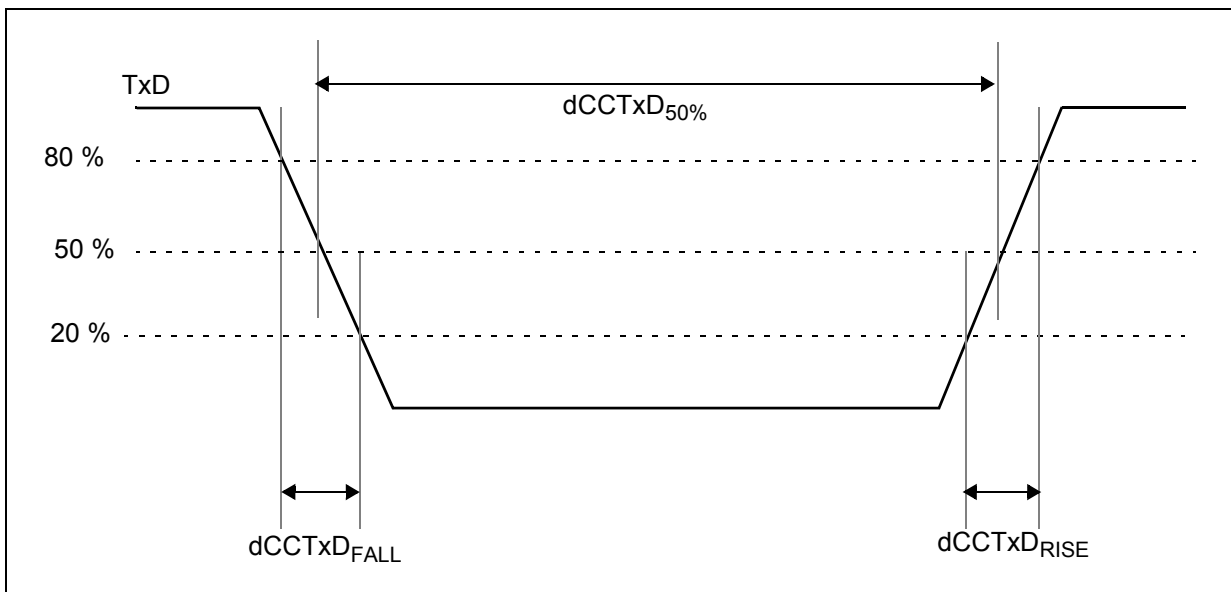 TxD
dCCTxD50%
80 %
50 %
20 %
dCCTxDFALL
dCCTxDRISE